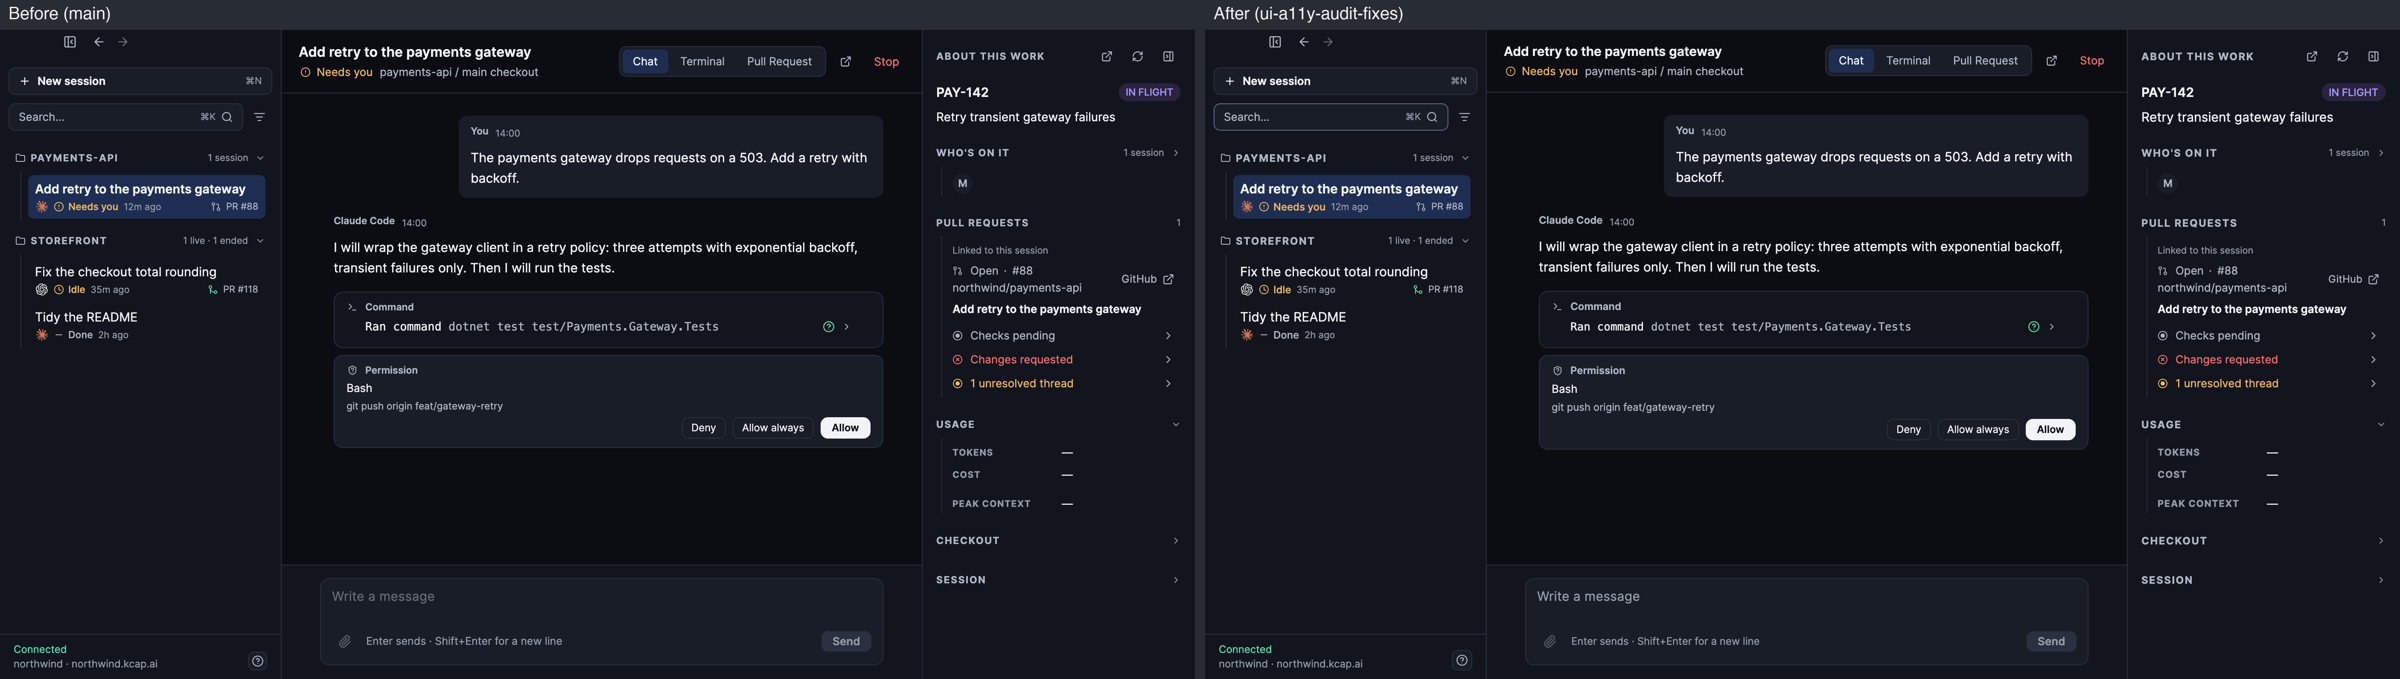 Before (main)
New session ⌘N
Search... ⌘K
PAYMENTS-API 1 session
Add retry to the payments gateway
Needs you 12m ago PR #88
STOREFRONT 1 live · 1 ended
Fix the checkout total rounding
Idle 35m ago PR #118
Tidy the README
Done 2h ago
Connected
northwind · northwind.kcap.ai
Add retry to the payments gateway
Needs you payments-api / main checkout
Chat Terminal Pull Request Stop
You 14:00
The payments gateway drops requests on a 503. Add a retry with
backoff.
Claude Code 14:00
I will wrap the gateway client in a retry policy: three attempts with exponential backoff,
transient failures only. Then I will run the tests.
Command
Ran command dotnet test test/Payments.Gateway.Tests
Permission
Bash
git push origin feat/gateway-retry
Deny Allow always Allow
Write a message
Enter sends · Shift+Enter for a new line Send
ABOUT THIS WORK
PAY-142 IN FLIGHT
Retry transient gateway failures
WHO'S ON IT 1 session
M
PULL REQUESTS 1
Linked to this session
Open · #88
northwind/payments-api GitHub
Add retry to the payments gateway
Checks pending
Changes requested
1 unresolved thread
USAGE
TOKENS —
COST —
PEAK CONTEXT —
CHECKOUT
SESSION
After (ui-a11y-audit-fixes)
New session ⌘N
Search... ⌘K
PAYMENTS-API 1 session
Add retry to the payments gateway
Needs you 12m ago PR #88
STOREFRONT 1 live · 1 ended
Fix the checkout total rounding
Idle 35m ago PR #118
Tidy the README
Done 2h ago
Connected
northwind · northwind.kcap.ai
Add retry to the payments gateway
Needs you payments-api / main checkout
Chat Terminal Pull Request Stop
You 14:00
The payments gateway drops requests on a 503. Add a retry with
backoff.
Claude Code 14:00
I will wrap the gateway client in a retry policy: three attempts with exponential backoff,
transient failures only. Then I will run the tests.
Command
Ran command dotnet test test/Payments.Gateway.Tests
Permission
Bash
git push origin feat/gateway-retry
Deny Allow always Allow
Write a message
Enter sends · Shift+Enter for a new line Send
ABOUT THIS WORK
PAY-142 IN FLIGHT
Retry transient gateway failures
WHO'S ON IT 1 session
M
PULL REQUESTS 1
Linked to this session
Open · #88
northwind/payments-api GitHub
Add retry to the payments gateway
Checks pending
Changes requested
1 unresolved thread
USAGE
TOKENS —
COST —
PEAK CONTEXT —
CHECKOUT
SESSION